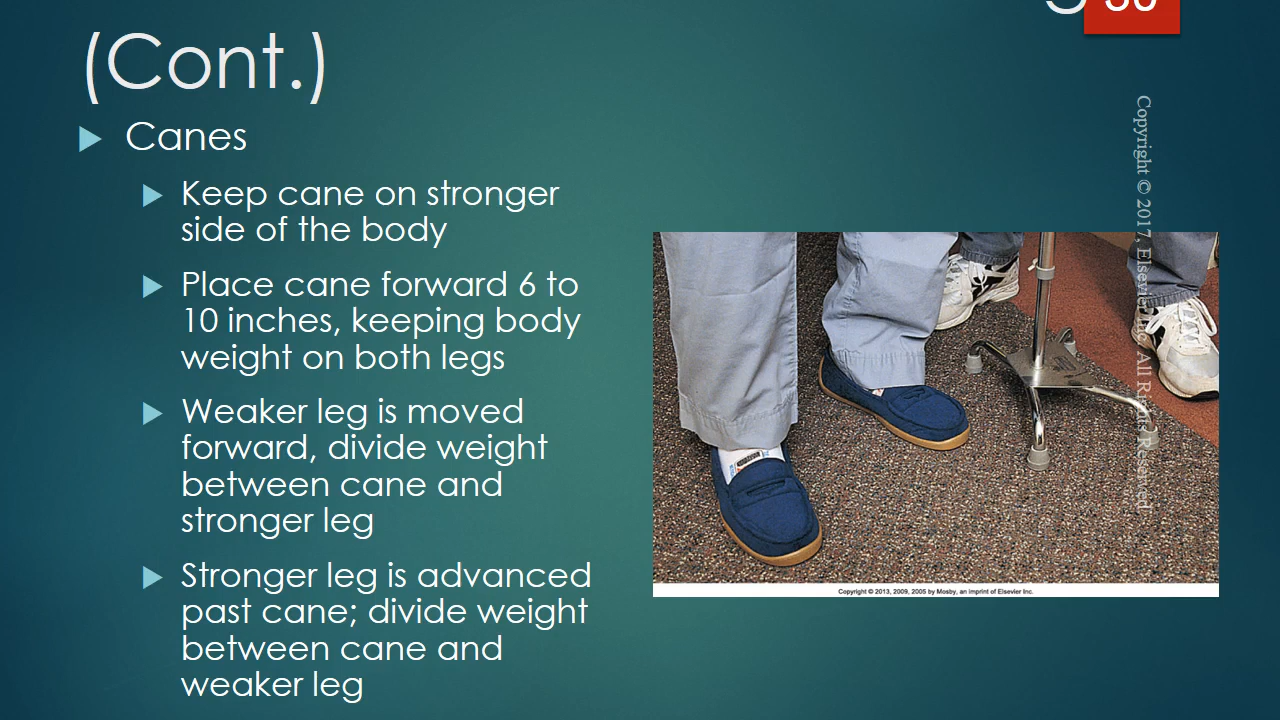 (Cont.)
Canes
Keep cane on stronger
side of the body
Place cane forward 6 to
10 inches, keeping body
weight on both legs
Weaker leg is moved
forward, divide weight
between cane and
stronger leg
Stronger leg is advanced
past cane; divide weight
between cane and
weaker leg
Copyright © 2017, Elsevier Inc. All Rights Reserved
Copyright © 2013, 2009, 2005 by Mosby, an imprint of Elsevier Inc.